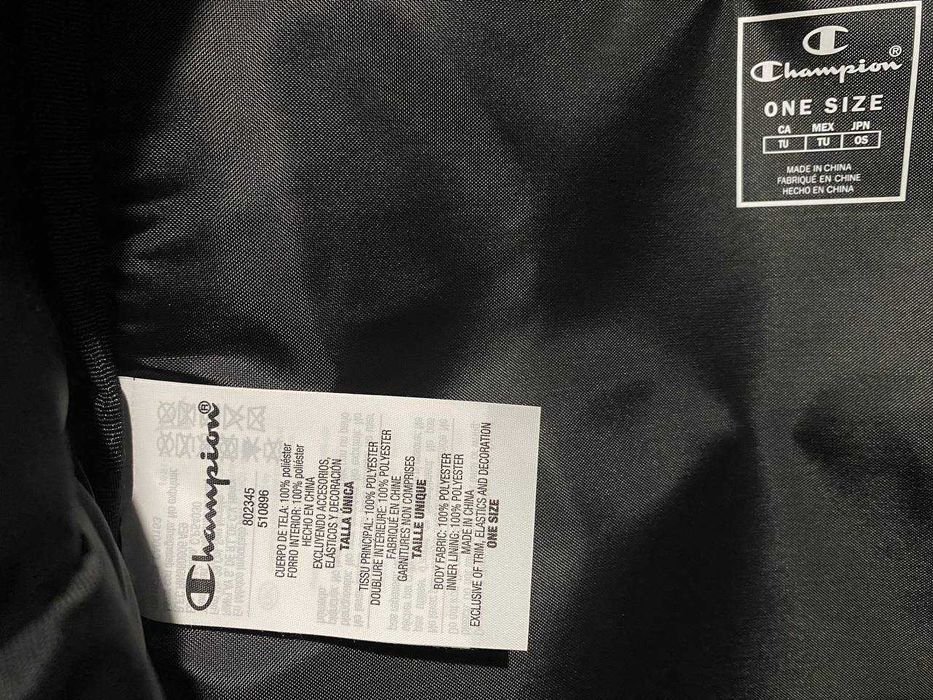 Champion®
ONE SIZE
CA MEX JPN
TU TU OS
MADE IN CHINA
FABRIQUÉ EN CHINE
HECHO EN CHINA
Champion®
802345
510896
CUERPO DE TELA: 100% poliéster
FORRO INTERIOR: 100% poliéster
HECHO EN CHINA
EXCLUYENDO ACCESORIOS,
ELÁSTICOS Y DECORACIÓN
TALLA ÚNICA
TISSU PRINCIPAL: 100% POLYESTER
DOUBLURE INTÉRIEURE: 100% POLYESTER
FABRIQUÉ EN CHINE
GARNITURES NON COMPRISES
TAILLE UNIQUE
BODY FABRIC: 100% POLYESTER
INNER LINING: 100% POLYESTER
MADE IN CHINA
EXCLUSIVE OF TRIM, ELASTICS AND DECORATION
ONE SIZE